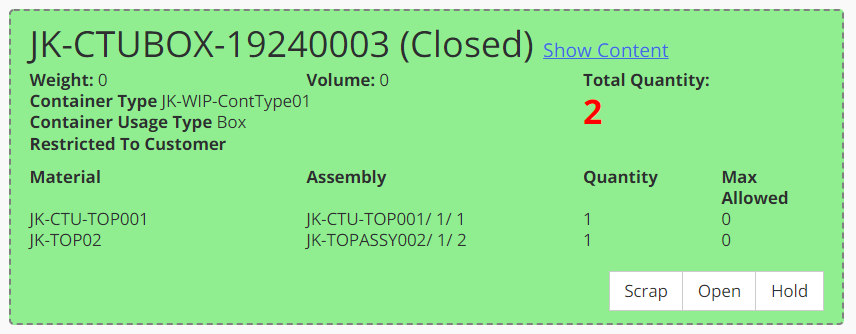 JK-CTUBOX-19240003 (Closed) Show Content
Weight: 0 Volume: 0 Total Quantity:
Container Type JK-WIP-ContType01 2
Container Usage Type Box
Restricted To Customer
Material Assembly Quantity Max Allowed
JK-CTU-TOP001 JK-CTU-TOP001/ 1/ 1 1 0
JK-TOP02 JK-TOPASSY002/ 1/ 2 1 0
Scrap Open Hold